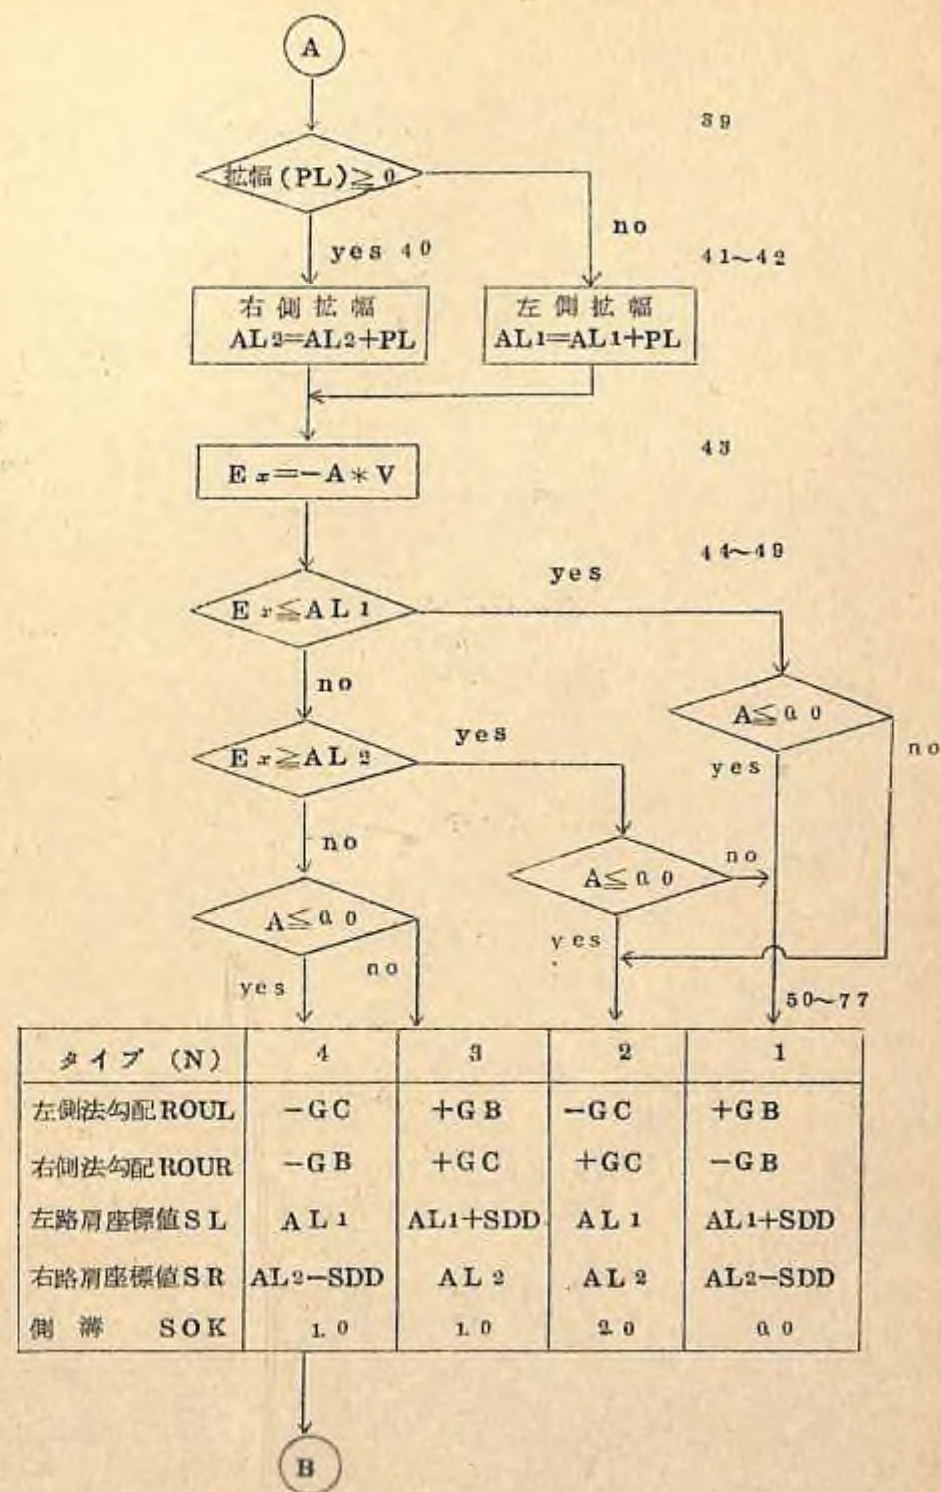 A
39
拡幅(PL)≧0
no
yes 40
41~42
右側拡幅
AL2=AL2+PL
左側拡幅
AL1=AL1+PL
43
Ex=-A*V
44~49
yes
Ex≦AL1
no
A≦0.0
Ex≧AL2
yes
yes
no
no
A≦0.0
no
A≦0.0
yes
yes
no
50~77
タイプ (N) 4 3 2 1
左側法勾配ROUL -GC +GB -GC +GB
右側法勾配ROUR -GB +GC +GC -GB
左路肩座標値SL AL1 AL1+SDD AL1 AL1+SDD
右路肩座標値SR AL2-SDD AL2 AL2 AL2-SDD
側溝 SOK 1.0 1.0 2.0 0.0
B